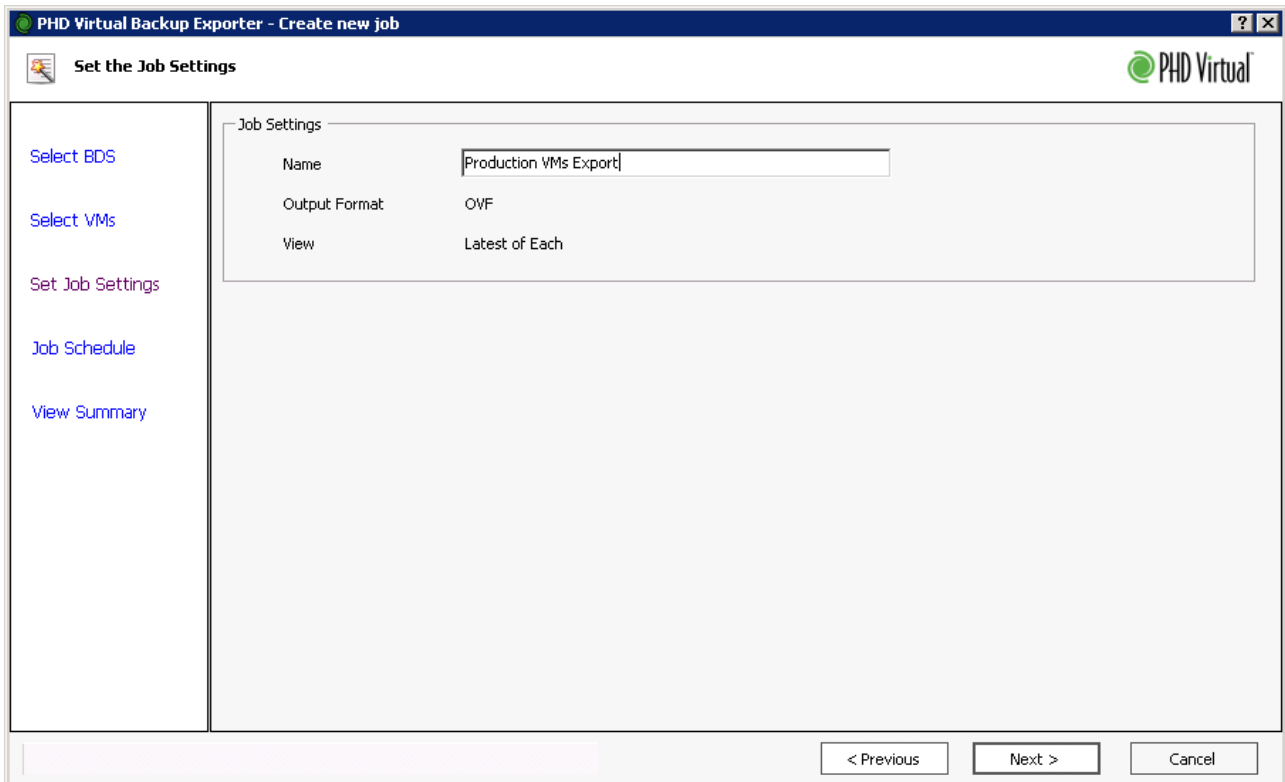 PHD Virtual Backup Exporter - Create new job
? X
Set the Job Settings
PHD Virtual
Select BDS
Select VMs
Set Job Settings
Job Schedule
View Summary
Job Settings
Name Production VMs Export
Output Format OVF
View Latest of Each
< Previous Next > Cancel